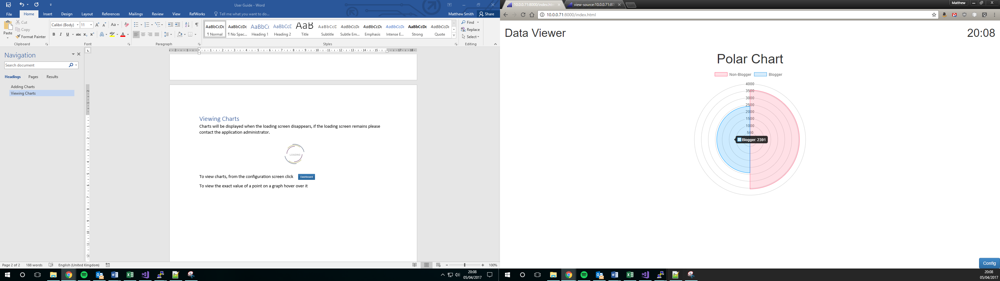 User Guide - Word
File Home Insert Design Layout References Mailings Review View RefWorks Tell me what you want to do... Matthew Smith Share
Paste
Cut
Copy
Format Painter
Clipboard
Calibri (Body) 11
Font
Paragraph
AaBbCcDc AaBbCcDc AaBbCc AaBbCcE AaB AaBbCcD AaBbCcDc AaBbCcDc AaBbCcDc AaBbCcDc AaBbCcDc
¶ Normal ¶ No Spac... Heading 1 Heading 2 Title Subtitle Subtle Em... Emphasis Intense E... Strong Quote
Styles
Find
Replace
Select
Editing
Navigation
Search document
Headings Pages Results
Adding Charts
Viewing Charts
Viewing Charts
Charts will be displayed when the loading screen disappears, if the loading screen remains please
contact the application administrator.
LOADING
To view charts, from the configuration screen click Dashboard
To view the exact value of a point on a graph hover over it
Page 2 of 2 188 words English (United Kingdom) 100%
20:08
05/04/2017
10.0.0.71:8000/index.htm view-source:10.0.0.71:80 Matthew
10.0.0.71:8000/index.html
Data Viewer 20:08
Polar Chart
Non-Blogger Blogger
4000
3500
3000
2500
2000
1500
1000
500
Blogger: 2391
Config
20:08
05/04/2017